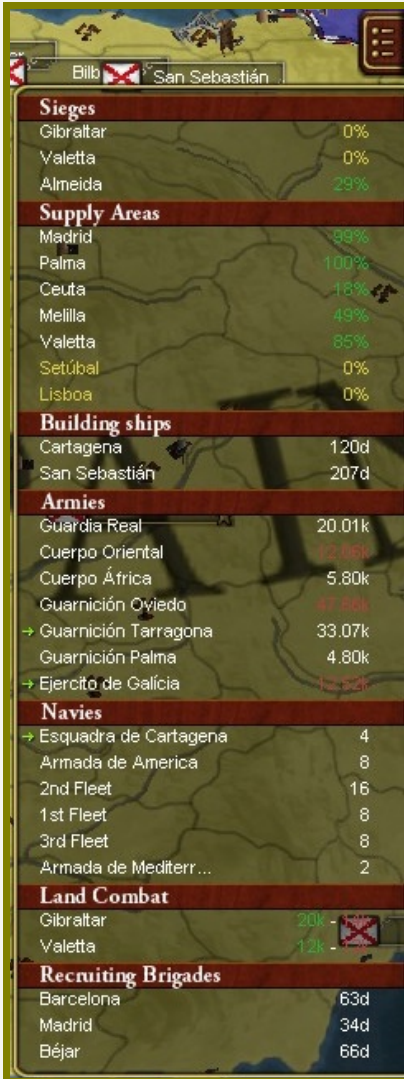 Bilb
San Sebastián
Sieges
Gibraltar 0%
Valetta 0%
Almeida 29%
Supply Areas
Madrid 99%
Palma 100%
Ceuta 18%
Melilla 49%
Valetta 85%
Setúbal 0%
Lisboa 0%
Building ships
Cartagena 120d
San Sebastián 207d
Armies
Guardia Real 20.01k
Cuerpo Oriental
Cuerpo África 5.80k
Guarnición Oviedo
→ Guarnición Tarragona 33.07k
Guarnición Palma 4.80k
→ Ejercito de Galícia
Navies
→ Esquadra de Cartagena 4
Armada de America 8
2nd Fleet 16
1st Fleet 8
3rd Fleet 8
Armada de Mediterr... 2
Land Combat
Gibraltar 20k -
Valetta 12k -
Recruiting Brigades
Barcelona 63d
Madrid 34d
Béjar 66d